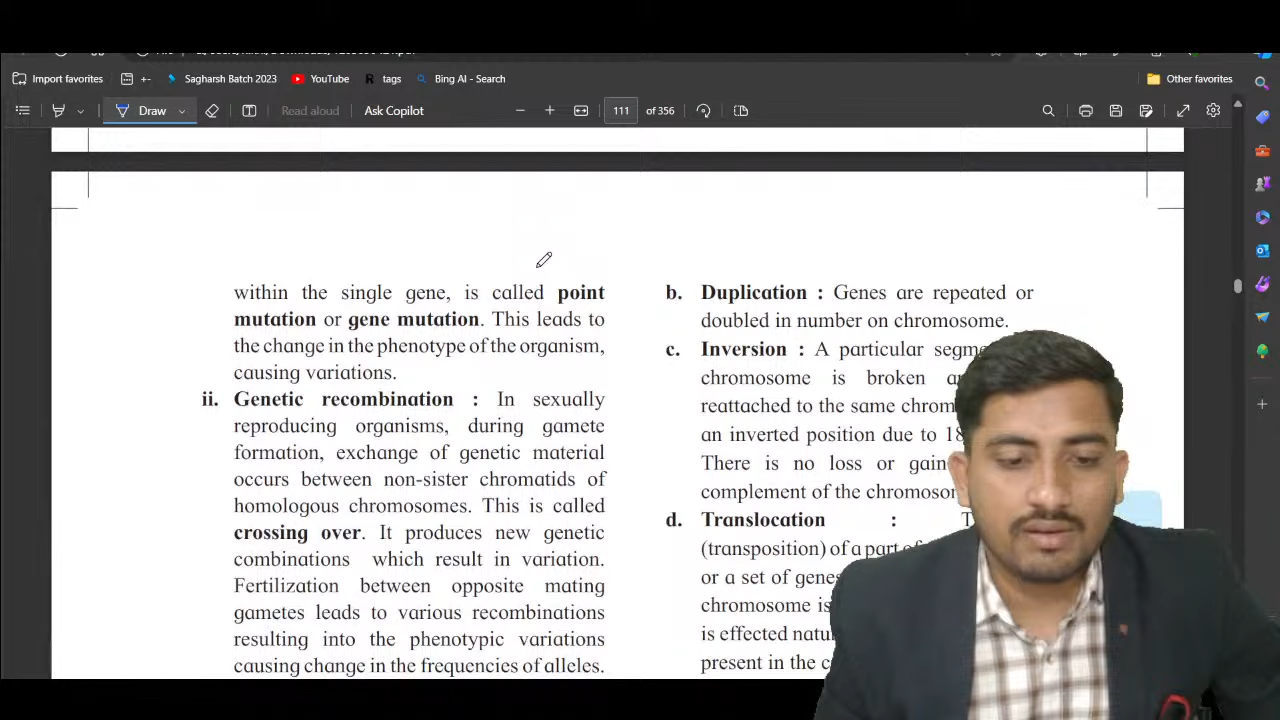 Import favorites
+-
Sagharsh Batch 2023
YouTube
tags
Bing AI - Search
Other favorites
Draw
Read aloud
Ask Copilot
111 of 356
within the single gene, is called point
mutation or gene mutation. This leads to
the change in the phenotype of the organism,
causing variations.
ii. Genetic recombination : In sexually
reproducing organisms, during gamete
formation, exchange of genetic material
occurs between non-sister chromatids of
homologous chromosomes. This is called
crossing over. It produces new genetic
combinations which result in variation.
Fertilization between opposite mating
gametes leads to various recombinations
resulting into the phenotypic variations
causing change in the frequencies of alleles.
b. Duplication : Genes are repeated or
doubled in number on chromosome.
c. Inversion : A particular
chromosome is broken
reattached to the same
an inverted position due to
There is no loss or
complement of the
d. Translocation :
(transposition) of a part of
or a set of
chromosome is
is effected
present in the